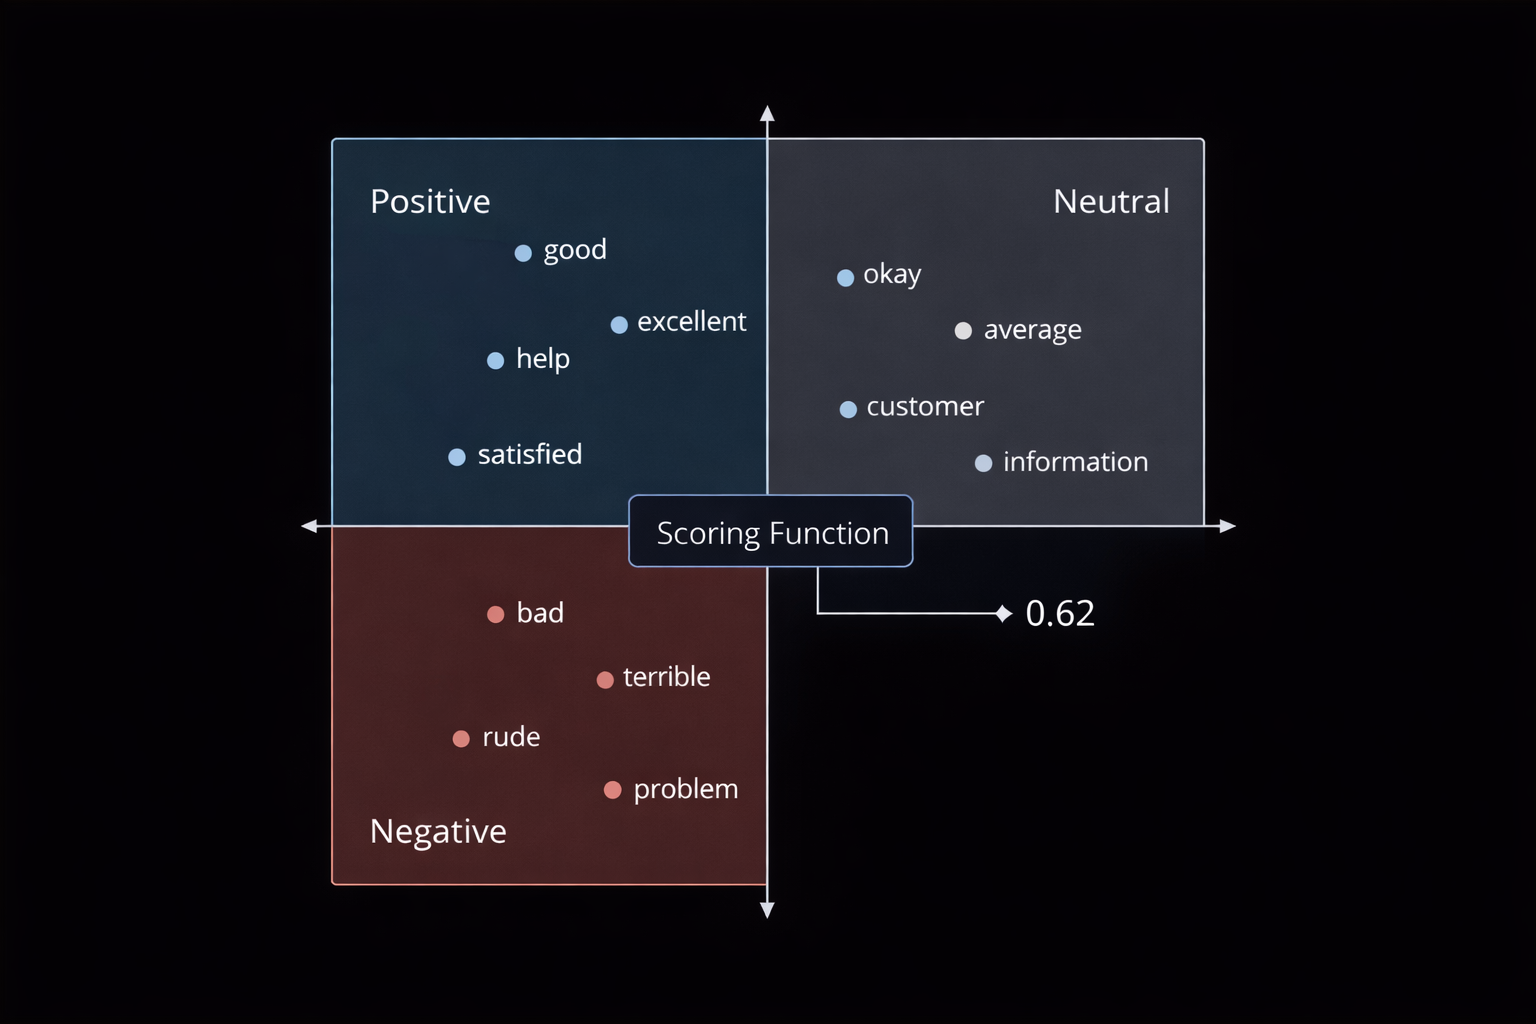 Positive
good
excellent
help
satisfied
Neutral
okay
average
customer
information
Scoring Function
0.62
bad
terrible
rude
problem
Negative